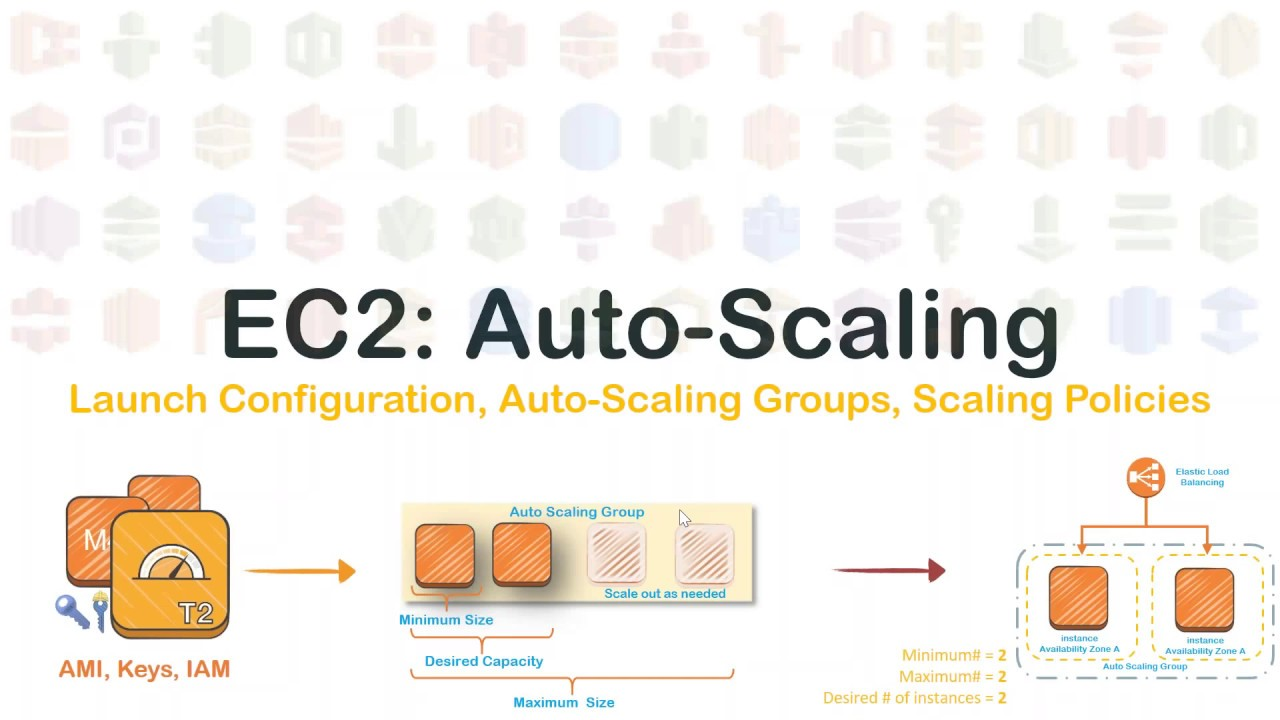 EC2: Auto-Scaling
Launch Configuration, Auto-Scaling Groups, Scaling Policies
M
T2
AMI, Keys, IAM
Auto Scaling Group
Scale out as needed
Minimum Size
Desired Capacity
Maximum Size
Elastic Load
Balancing
instance
Availability Zone A
instance
Availability Zone A
Auto Scaling Group
Minimum# = 2
Maximum# = 2
Desired # of instances = 2